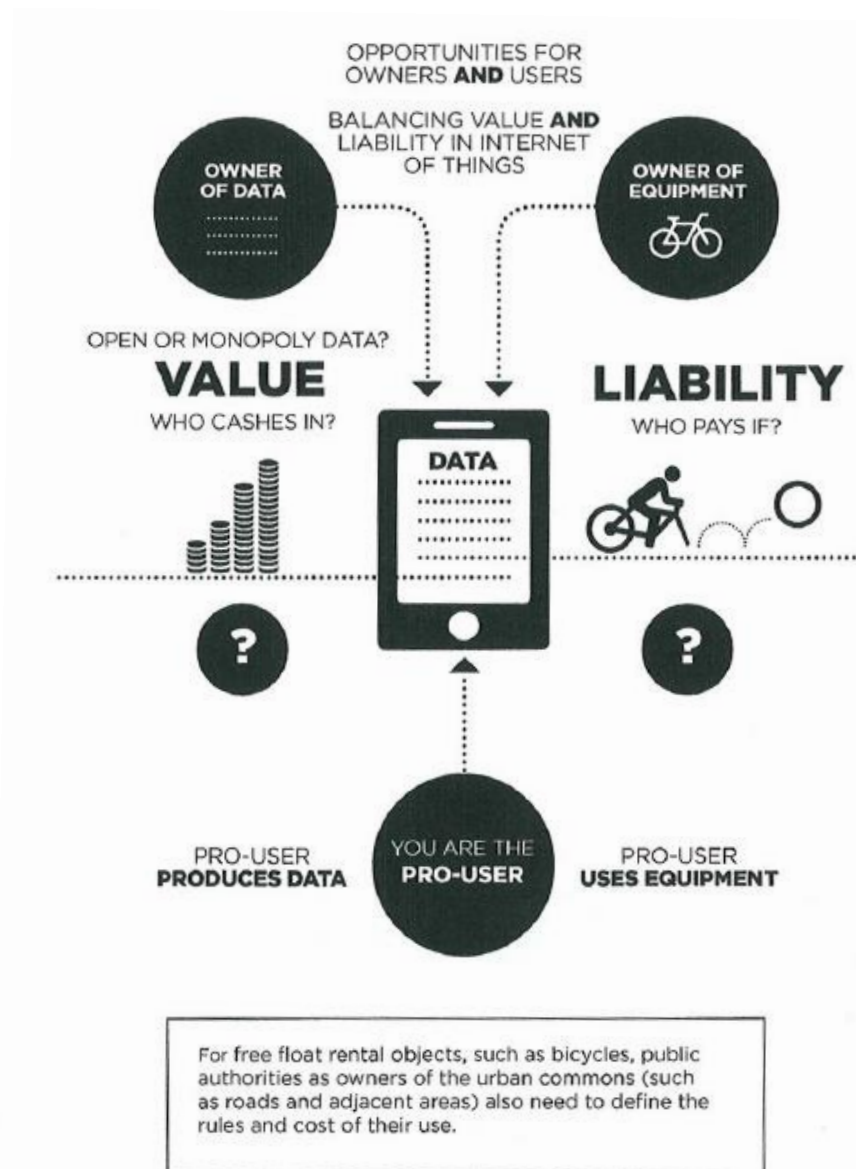 OPPORTUNITIES FOR
OWNERS AND USERS
BALANCING VALUE AND
LIABILITY IN INTERNET
OF THINGS
OWNER
OF DATA
OWNER OF
EQUIPMENT
OPEN OR MONOPOLY DATA?
VALUE
WHO CASHES IN?
LIABILITY
WHO PAYS IF?
DATA
?
?
YOU ARE THE
PRO-USER
PRO-USER
PRODUCES DATA
PRO-USER
USES EQUIPMENT
For free float rental objects, such as bicycles, public
authorities as owners of the urban commons (such
as roads and adjacent areas) also need to define the
rules and cost of their use.